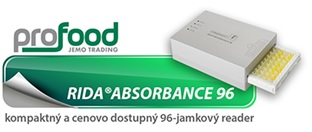 profood
JEMO TRADING
RIDA®ABSORBANCE 96
kompaktný a cenovo dostupný 96-jamkový reader